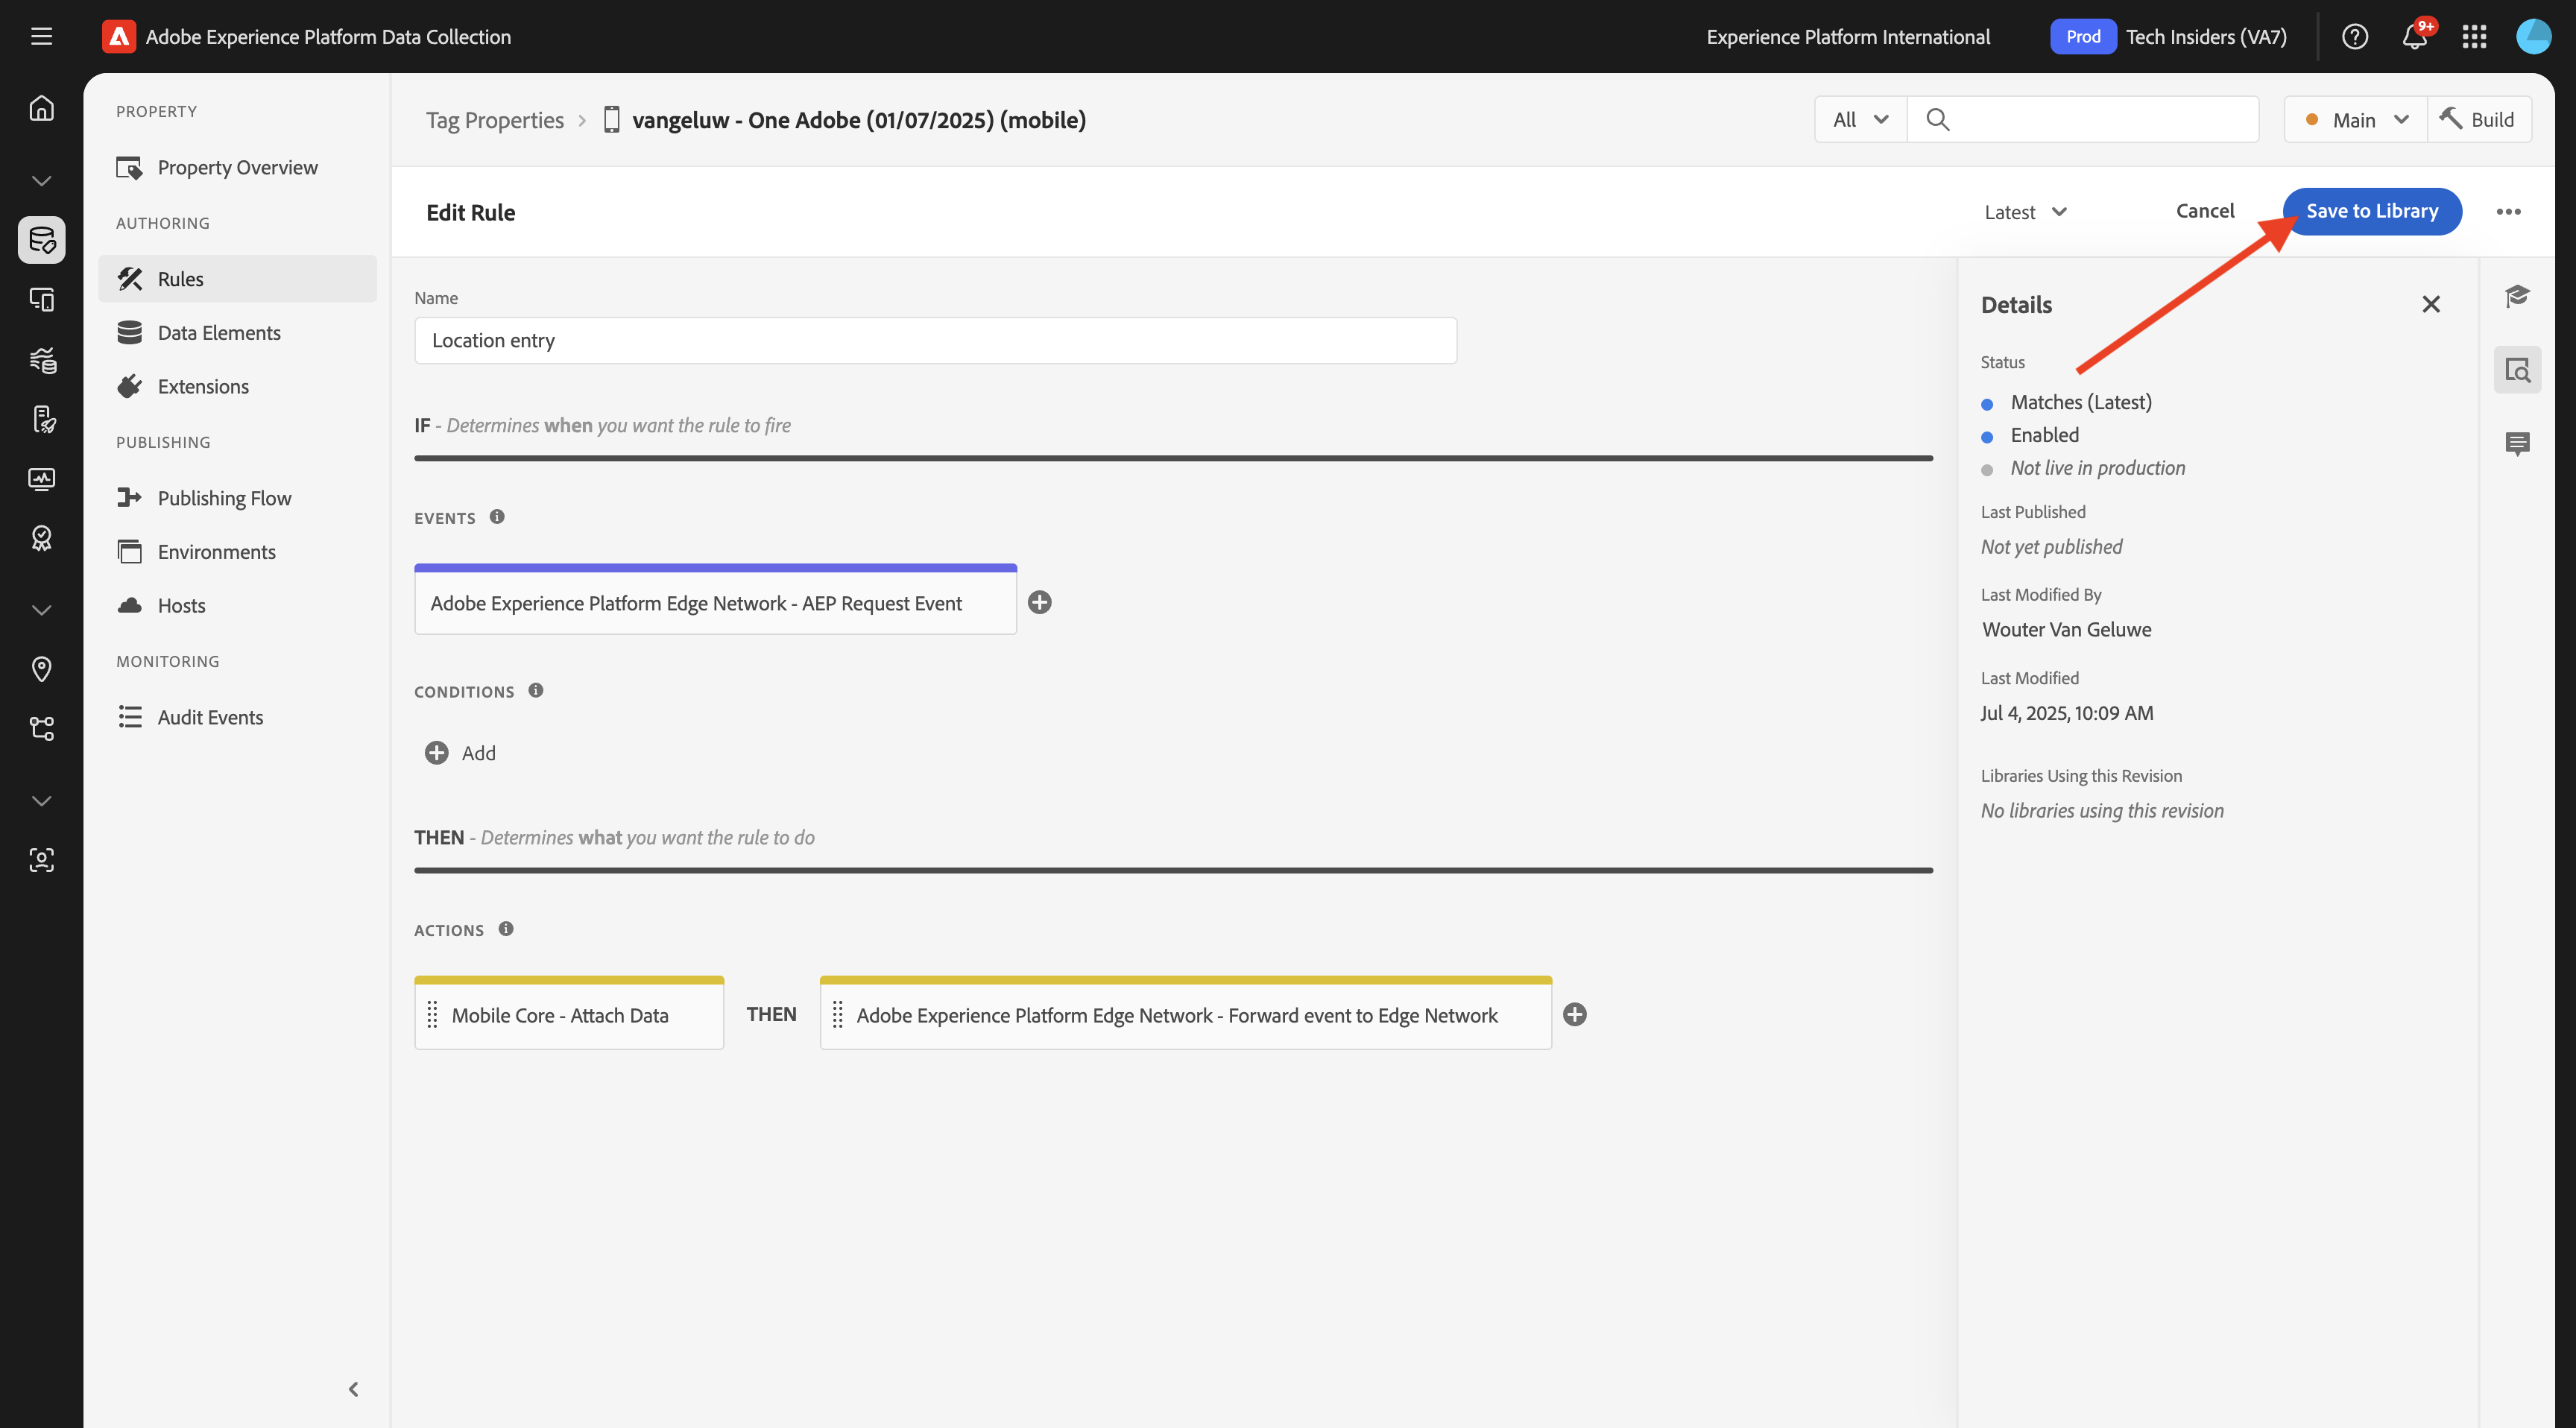 Adobe Experience Platform Data Collection
Experience Platform International
Prod
Tech Insiders (VA7)
9+
PROPERTY
Property Overview
AUTHORING
Rules
Data Elements
Extensions
PUBLISHING
Publishing Flow
Environments
Hosts
MONITORING
Audit Events
Tag Properties > vangeluw - One Adobe (01/07/2025) (mobile)
All
Main
Build
Edit Rule
Latest
Cancel
Save to Library
Name
Location entry
IF - Determines when you want the rule to fire
EVENTS
Adobe Experience Platform Edge Network - AEP Request Event
CONDITIONS
Add
THEN - Determines what you want the rule to do
ACTIONS
Mobile Core - Attach Data
THEN
Adobe Experience Platform Edge Network - Forward event to Edge Network
Details
Status
Matches (Latest)
Enabled
Not live in production
Last Published
Not yet published
Last Modified By
Wouter Van Geluwe
Last Modified
Jul 4, 2025, 10:09 AM
Libraries Using this Revision
No libraries using this revision